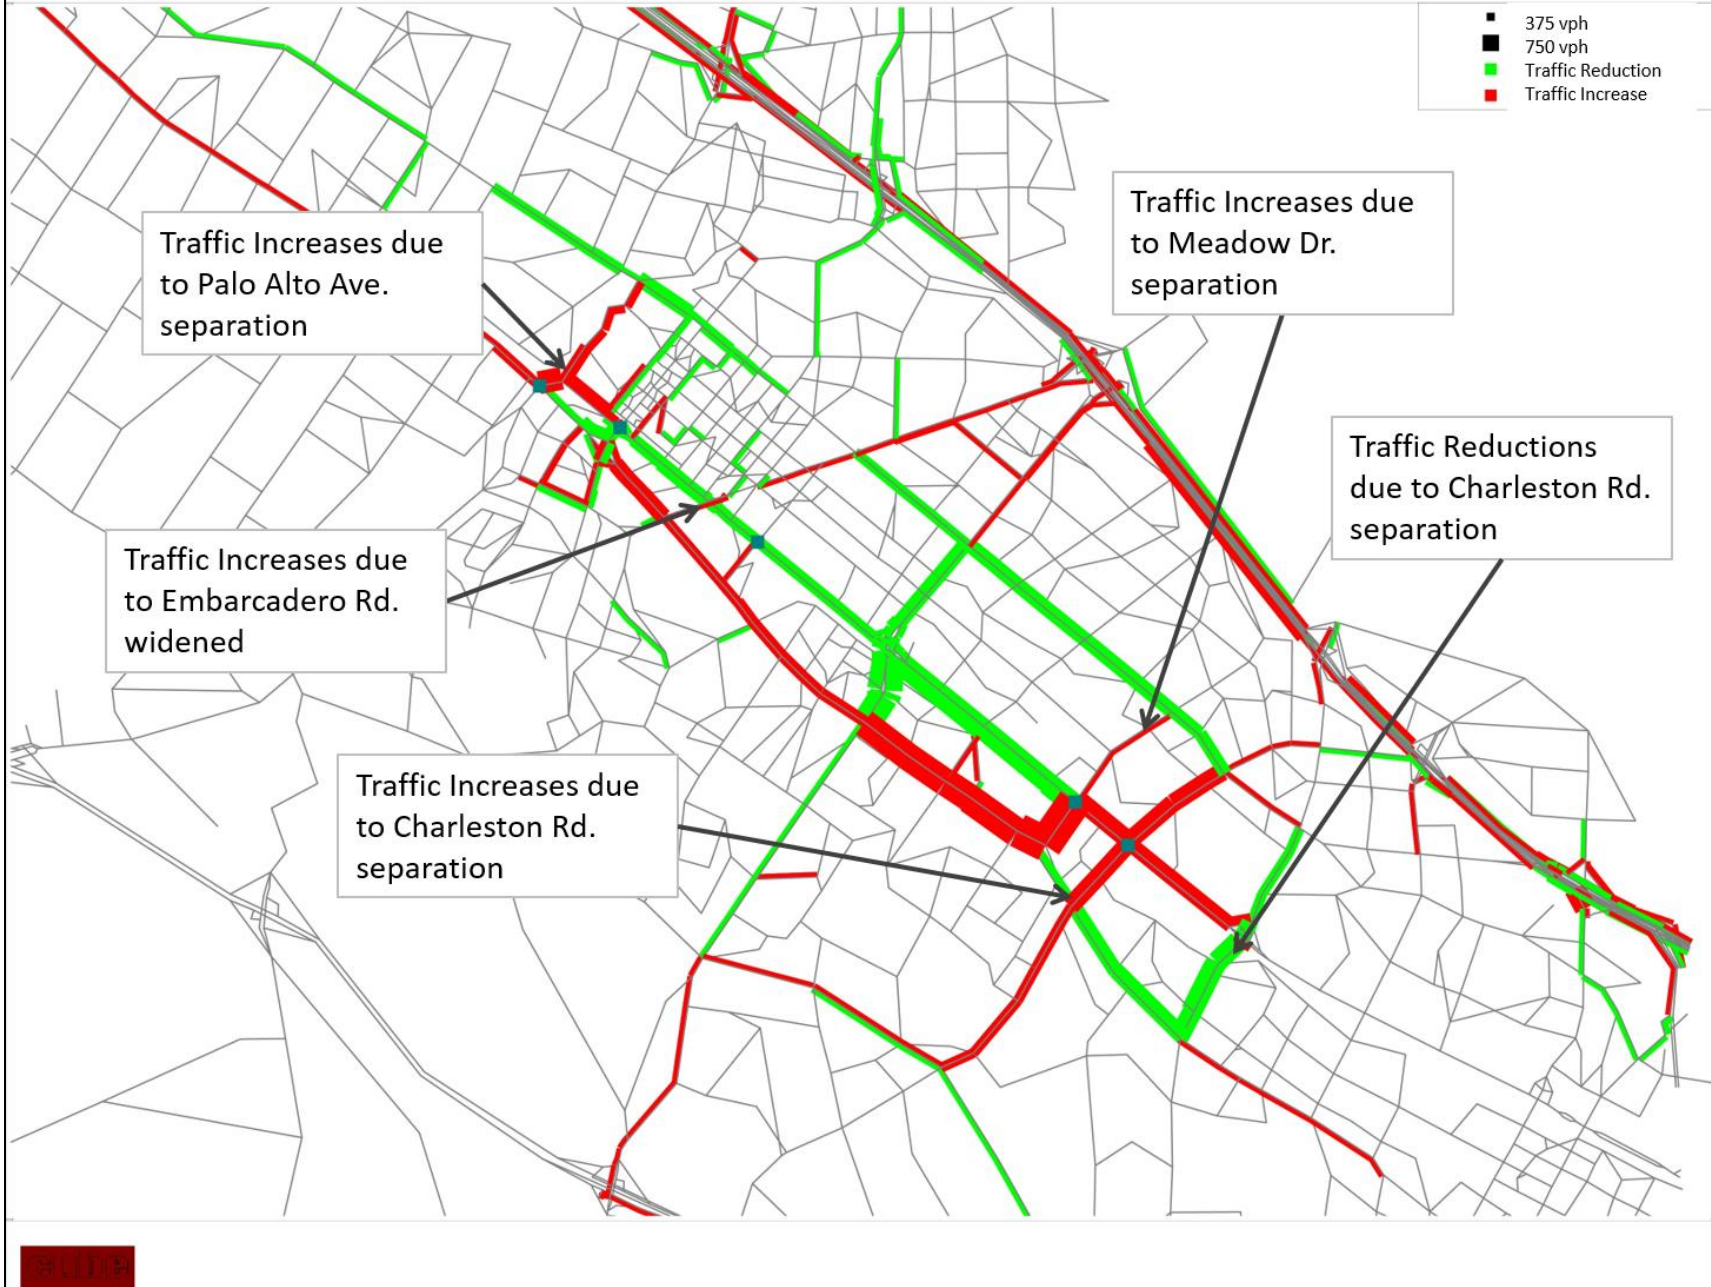 375 vph
750 vph
Traffic Reduction
Traffic Increase
Traffic Increases due
to Meadow Dr.
separation
Traffic Increases due
to Palo Alto Ave.
separation
Traffic Reductions
due to Charleston Rd.
separation
Traffic Increases due
to Embarcadero Rd.
widened
Traffic Increases due
to Charleston Rd.
separation